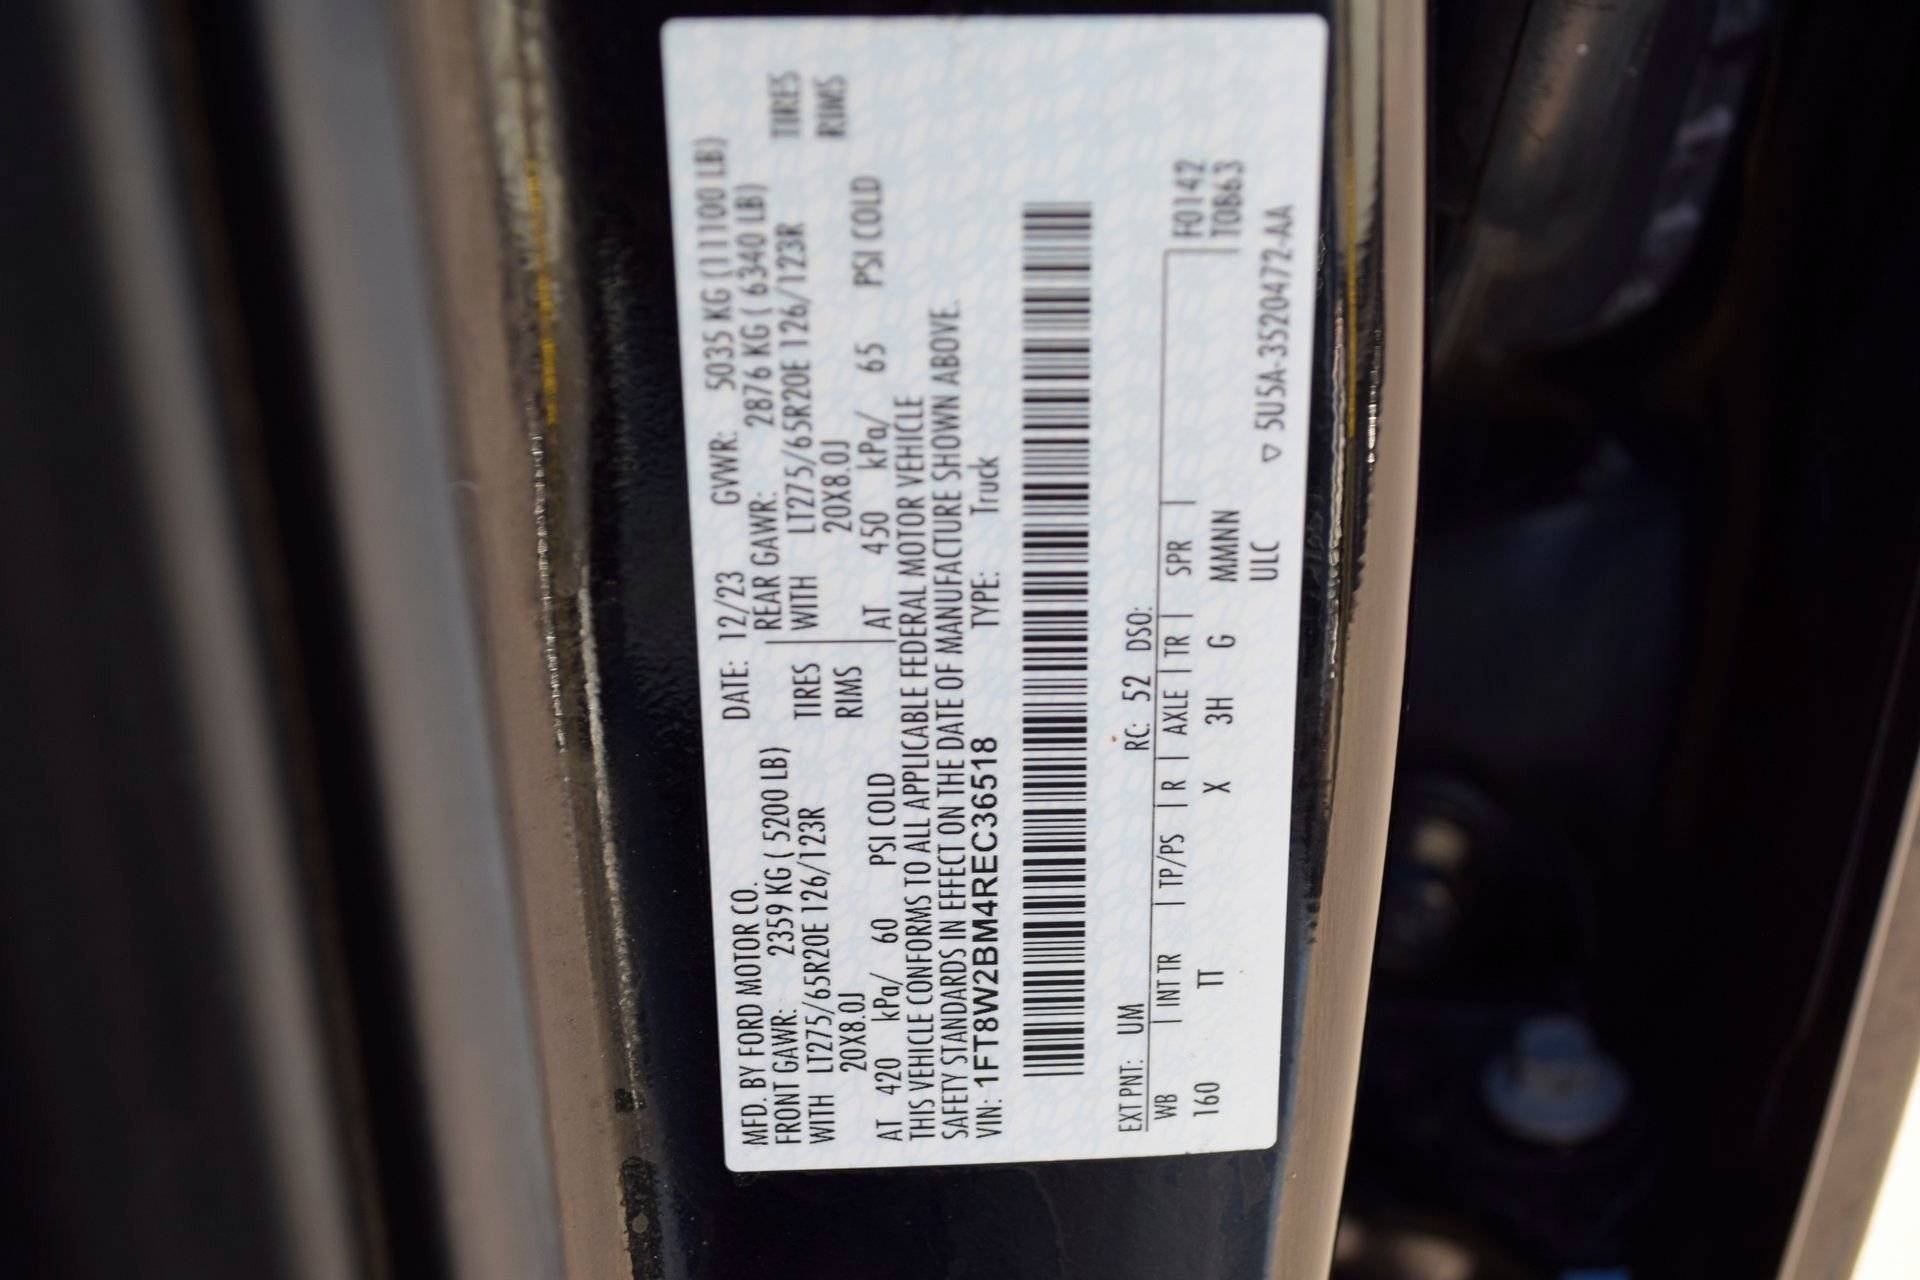 MFD. BY FORD MOTOR CO.
DATE: 12/23 GVWR: 5035 KG (11100 LB)
FRONT GAWR: 2359 KG ( 5200 LB)
REAR GAWR: 2876 KG ( 6340 LB)
WITH LT275/65R20E 126/123R TIRES
WITH LT275/65R20E 126/123R TIRES
20X8.0J RIMS
20X8.0J RIMS
AT 420 kPa/ 60 PSI COLD
AT 450 kPa/ 65 PSI COLD
THIS VEHICLE CONFORMS TO ALL APPLICABLE FEDERAL MOTOR VEHICLE
SAFETY STANDARDS IN EFFECT ON THE DATE OF MANUFACTURE SHOWN ABOVE.
VIN: 1FT8W2BM4REC36518 TYPE: Truck
EXT PNT: UM RC: 52 DSO:
WB | INT TR | TP/PS | R | AXLE | TR | SPR | F0142
160 TT X 3H G MMNN T0863
ULC
▽ 5U5A-3520472-AA